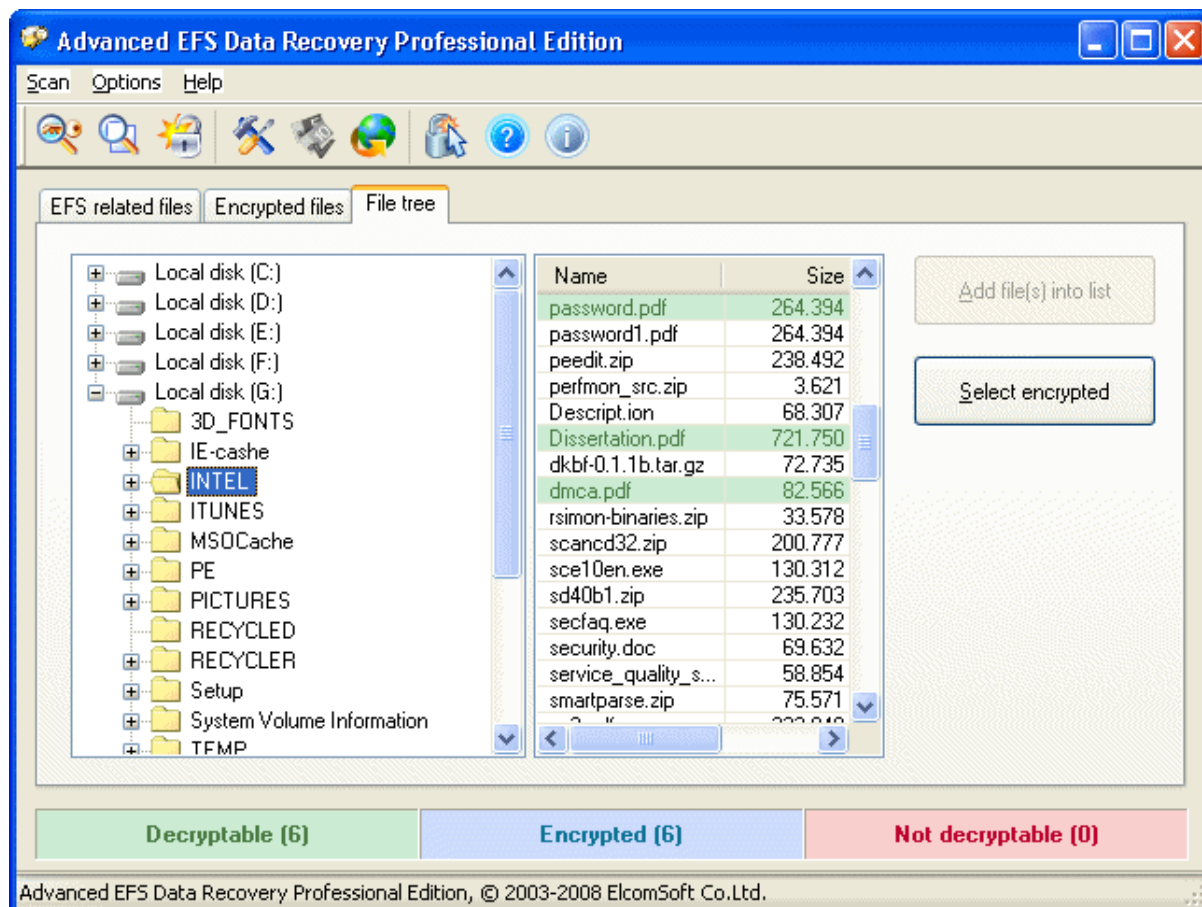 Advanced EFS Data Recovery Professional Edition
Scan Options Help
EFS related files Encrypted files File tree
Local disk (C:)
Local disk (D:)
Local disk (E:)
Local disk (F:)
Local disk (G:)
3D_FONTS
IE-cashe
INTEL
ITUNES
MSOCache
PE
PICTURES
RECYCLED
RECYCLER
Setup
System Volume Information
TEMP
Name Size
password.pdf 264.394
password1.pdf 264.394
peedit.zip 238.492
perfmon_src.zip 3.621
Descript.ion 68.307
Dissertation.pdf 721.750
dkbf-0.1.1b.tar.gz 72.735
dmca.pdf 82.566
rsimon-binaries.zip 33.578
scancd32.zip 200.777
sce10en.exe 130.312
sd40b1.zip 235.703
secfaq.exe 130.232
security.doc 69.632
service_quality_s... 58.854
smartparse.zip 75.571
Add file(s) into list
Select encrypted
Decryptable (6) Encrypted (6) Not decryptable (0)
Advanced EFS Data Recovery Professional Edition, © 2003-2008 ElcomSoft Co.Ltd.